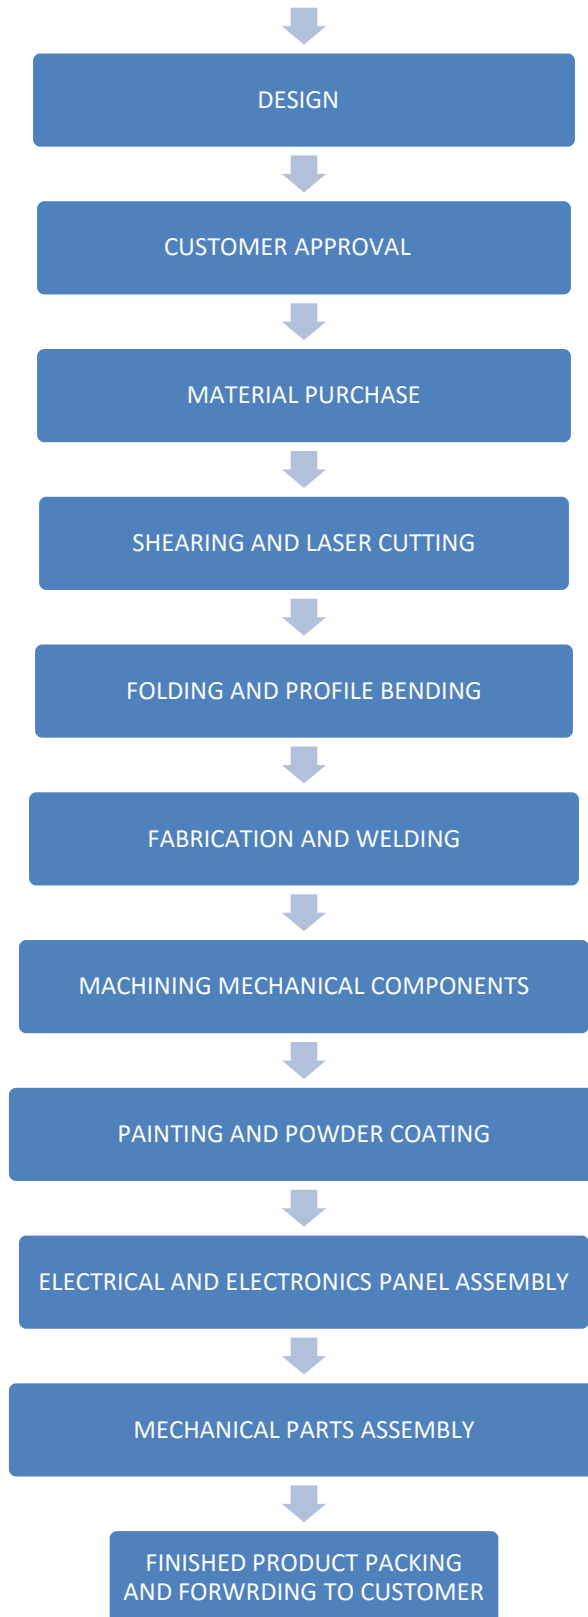 DESIGN
CUSTOMER APPROVAL
MATERIAL PURCHASE
SHEARING AND LASER CUTTING
FOLDING AND PROFILE BENDING
FABRICATION AND WELDING
MACHINING MECHANICAL COMPONENTS
PAINTING AND POWDER COATING
ELECTRICAL AND ELECTRONICS PANEL ASSEMBLY
MECHANICAL PARTS ASSEMBLY
FINISHED PRODUCT PACKING
AND FORWRDING TO CUSTOMER